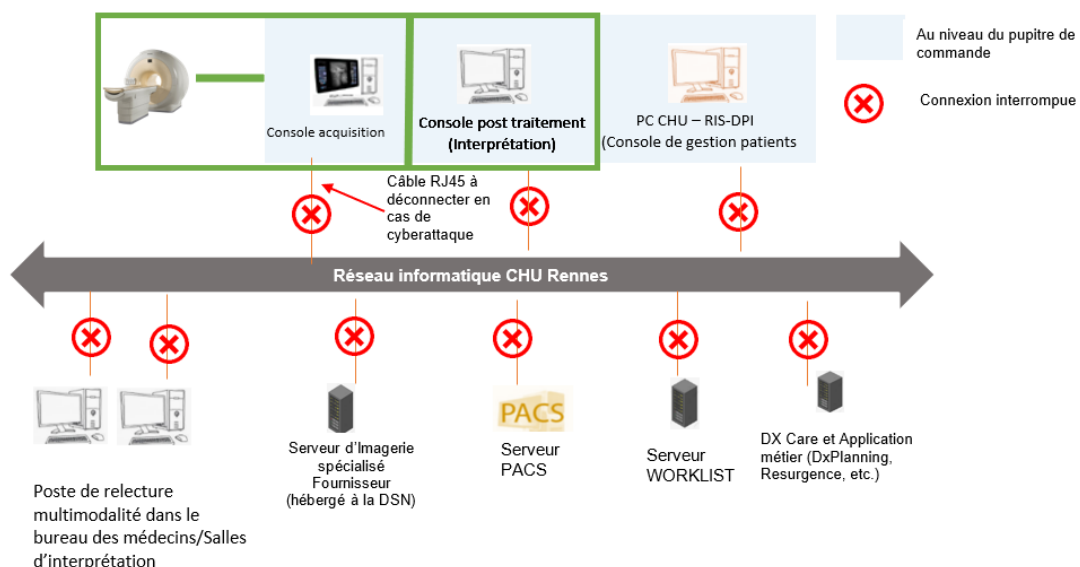 Au niveau du pupitre de
commande
Connexion interrompue
Console acquisition
Console post traitement
(Interprétation)
PC CHU – RIS-DPI
(Console de gestion patients
Câble RJ45 à
déconnecter en
cas de
cyberattaque
Réseau informatique CHU Rennes
Poste de relecture
multimodalité dans le
bureau des médecins/Salles
d'interprétation
Serveur d'Imagerie
spécialisé
Fournisseur
(hébergé à la DSN)
PACS
Serveur
PACS
Serveur
WORKLIST
DX Care et Application
métier (DxPlanning,
Resurgence, etc.)